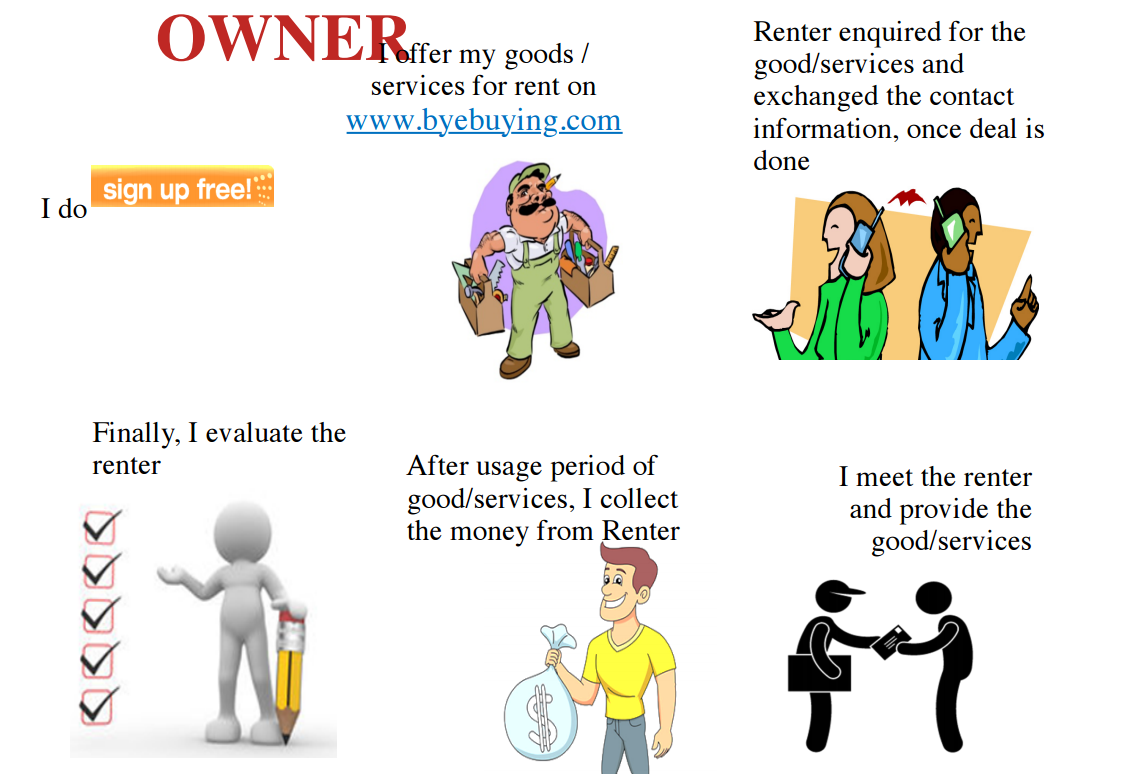 OWNER
I do
sign up free!
I offer my goods /
services for rent on
www.byebuying.com
Renter enquired for the
good/services and
exchanged the contact
information, once deal is
done
I meet the renter
and provide the
good/services
After usage period of
good/services, I collect
the money from Renter
$
Finally, I evaluate the
renter